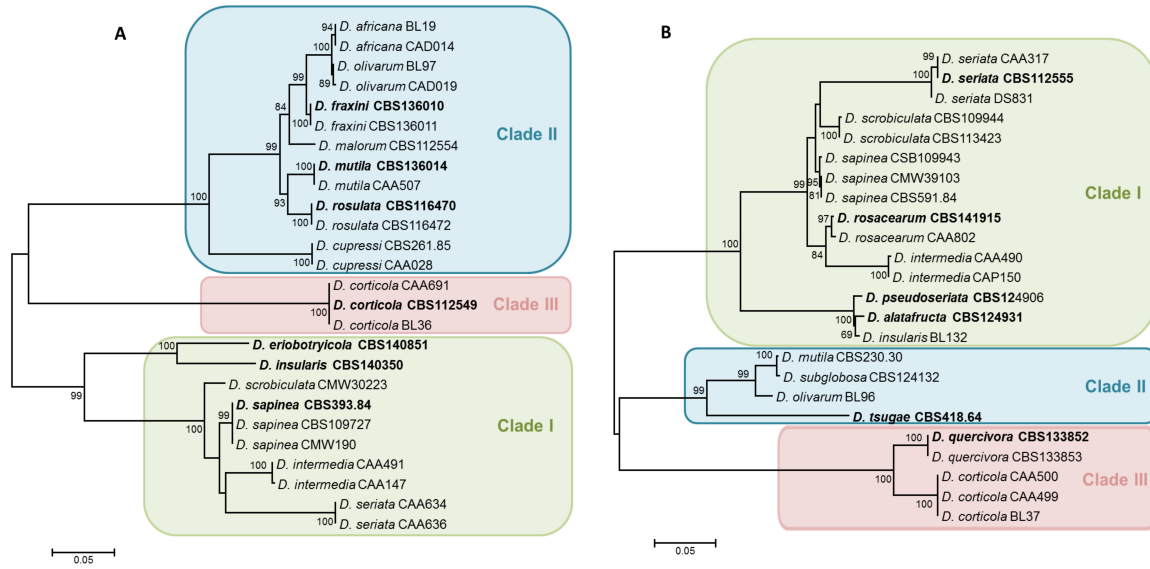 A
94
D. africana BL19
100
D. africana CAD014
D. olivarum BL97
99
89
D. olivarum CAD019
84
D. fraxini CBS136010
100
D. fraxini CBS136011
Clade II
D. malorum CBS112554
99
100
D. mutila CBS136014
D. mutila CAA507
100
93
D. rosulata CBS116470
100
D. rosulata CBS116472
D. cupressi CBS261.85
100
D. cupressi CAA028
D. corticola CAA691
D. corticola CBS112549
Clade III
100
D. corticola BL36
100
D. eriobotryicola CBS140851
D. insularis CBS140350
99
D. scrobiculata CMW30223
99
D. sapinea CBS393.84
D. sapinea CBS109727
Clade I
100
D. sapinea CMW190
100
D. intermedia CAA491
D. intermedia CAA147
D. seriata CAA634
100
D. seriata CAA636
0.05
B
99
D. seriata CAA317
100
D. seriata CBS112555
D. seriata DS831
D. scrobiculata CBS109944
100
D. scrobiculata CBS113423
D. sapinea CSB109943
99
95
D. sapinea CMW39103
81
D. sapinea CBS591.84
Clade I
97
D. rosacearum CBS141915
D. rosacearum CAA802
100
84
D. intermedia CAA490
100
D. intermedia CAP150
D. pseudoseriata CBS124906
100
D. alatafructa CBS124931
69
D. insularis BL132
100
D. mutila CBS230.30
99
D. subglobosa CBS124132
99
D. olivarum BL96
Clade II
D. tsugae CBS418.64
100
D. quercivora CBS133852
D. quercivora CBS133853
100
D. corticola CAA500
Clade III
D. corticola CAA499
100
D. corticola BL37
0.05